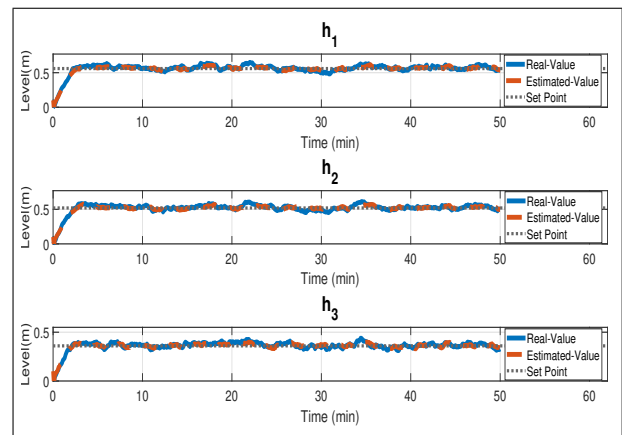 h1
Level(m)
0.5
0
Real-Value
Estimated-Value
Set Point
0 10 20 30 40 50 60
Time (min)
h2
Level(m)
0.5
0
Real-Value
Estimated-Value
Set Point
0 10 20 30 40 50 60
Time (min)
h3
Level(m)
0.5
0
Real-Value
Estimated-Value
Set Point
0 10 20 30 40 50 60
Time (min)